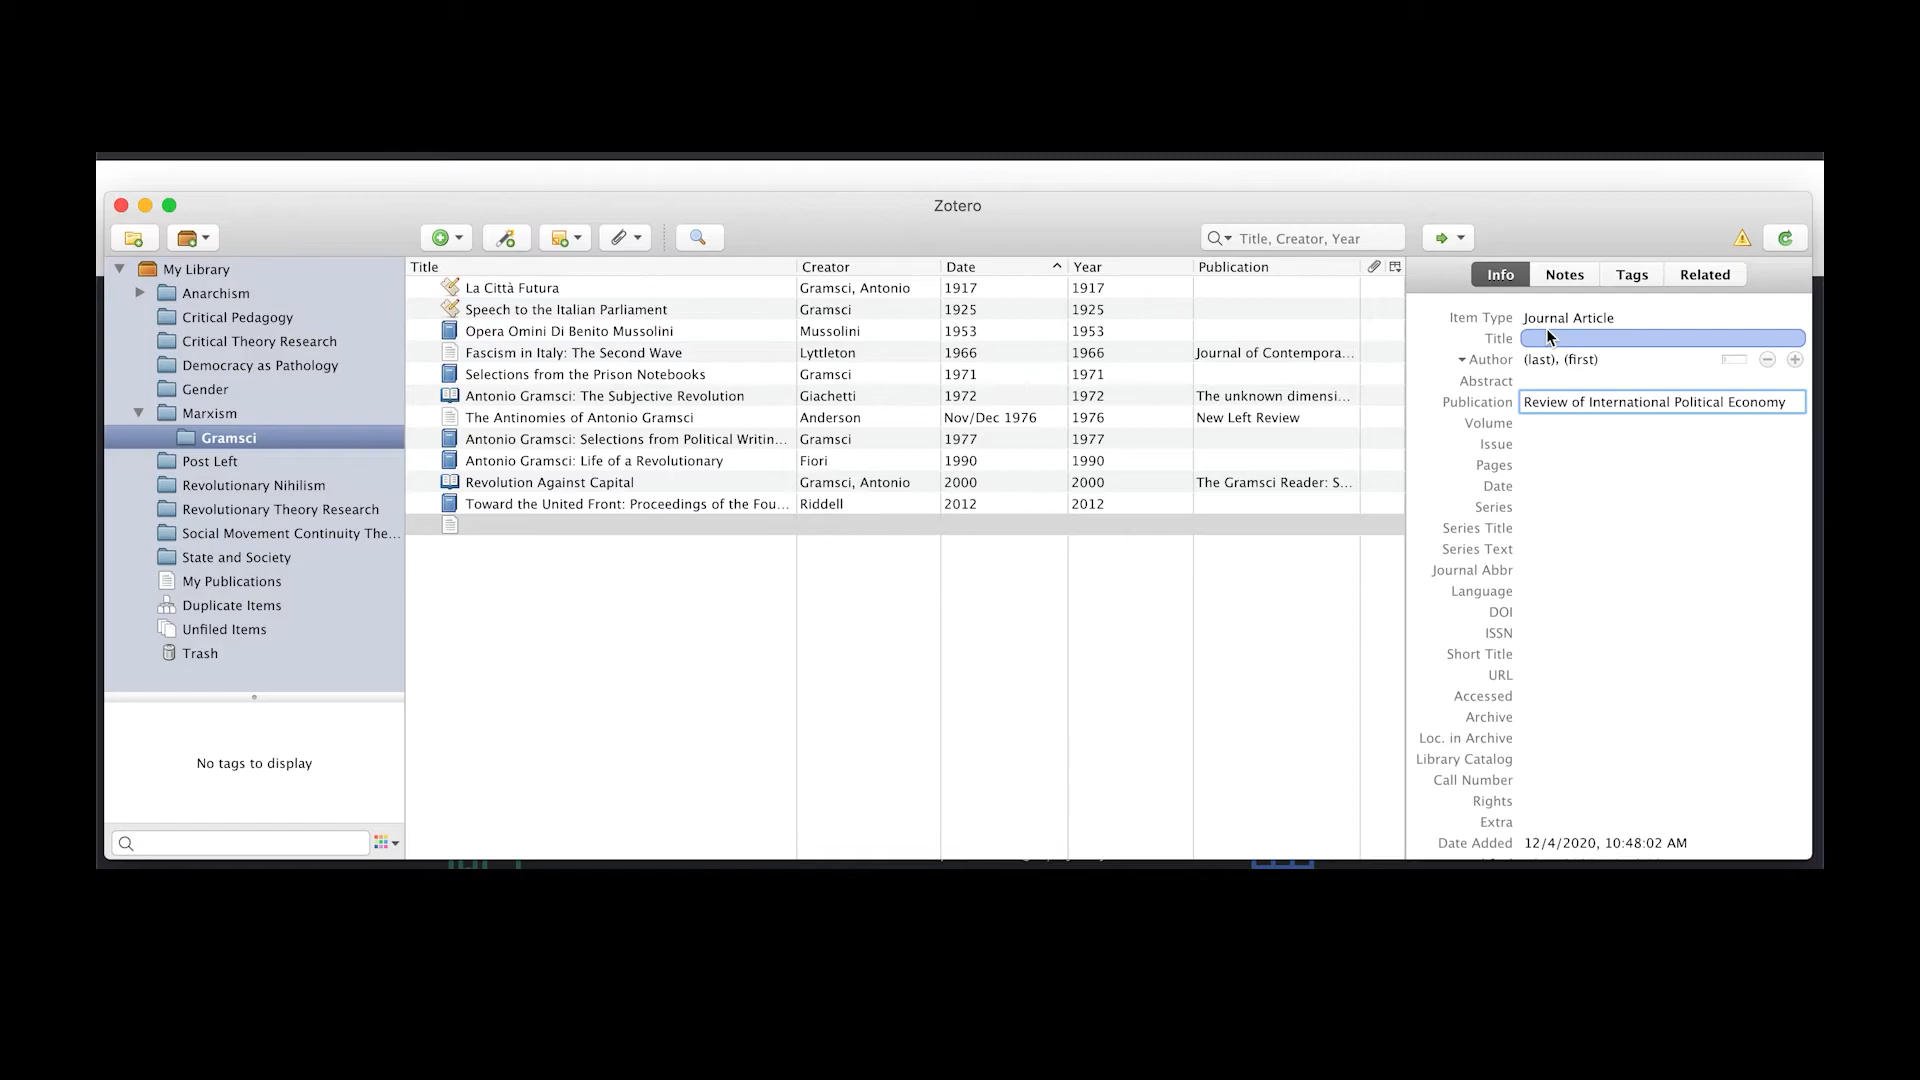 Zotero
Title, Creator, Year
My Library
Anarchism
Critical Pedagogy
Critical Theory Research
Democracy as Pathology
Gender
Marxism
Gramsci
Post Left
Revolutionary Nihilism
Revolutionary Theory Research
Social Movement Continuity The...
State and Society
My Publications
Duplicate Items
Unfiled Items
Trash
No tags to display
Title Creator Date Year Publication
La Città Futura Gramsci, Antonio 1917 1917
Speech to the Italian Parliament Gramsci 1925 1925
Opera Omini Di Benito Mussolini Mussolini 1953 1953
Fascism in Italy: The Second Wave Lyttleton 1966 1966 Journal of Contempora...
Selections from the Prison Notebooks Gramsci 1971 1971
Antonio Gramsci: The Subjective Revolution Giachetti 1972 1972 The unknown dimensi...
The Antinomies of Antonio Gramsci Anderson Nov/Dec 1976 1976 New Left Review
Antonio Gramsci: Selections from Political Writin... Gramsci 1977 1977
Antonio Gramsci: Life of a Revolutionary Fiori 1990 1990
Revolution Against Capital Gramsci, Antonio 2000 2000 The Gramsci Reader: S...
Toward the United Front: Proceedings of the Fou... Riddell 2012 2012
Info Notes Tags Related
Item Type Journal Article
Title
Author (last), (first)
Abstract
Publication Review of International Political Economy
Volume
Issue
Pages
Date
Series
Series Title
Series Text
Journal Abbr
Language
DOI
ISSN
Short Title
URL
Accessed
Archive
Loc. in Archive
Library Catalog
Call Number
Rights
Extra
Date Added 12/4/2020, 10:48:02 AM